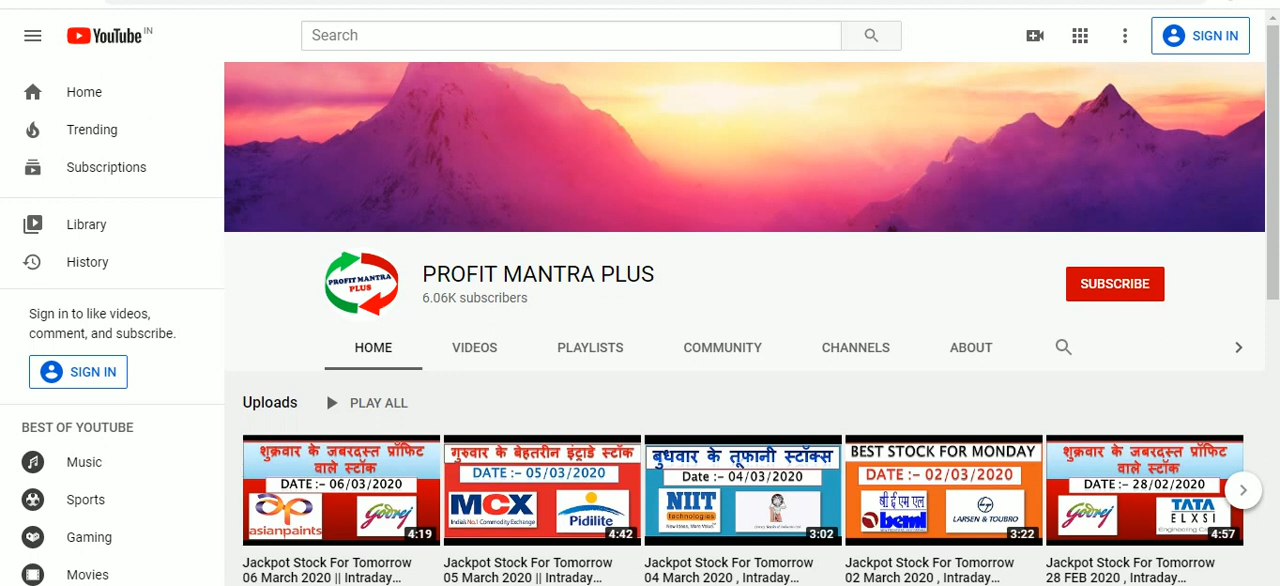 YouTube IN
Search
SIGN IN
Home
Trending
Subscriptions
Library
History
Sign in to like videos,
comment, and subscribe.
SIGN IN
BEST OF YOUTUBE
Music
Sports
Gaming
Movies
PROFIT MANTRA
PLUS
PROFIT MANTRA PLUS
6.06K subscribers
SUBSCRIBE
HOME VIDEOS PLAYLISTS COMMUNITY CHANNELS ABOUT
Uploads PLAY ALL
शुक्रवार के जबरदस्त प्रॉफिट
वाले स्टॉक
DATE :- 06/03/2020
asianpaints
Godrej
4:19
Jackpot Stock For Tomorrow
06 March 2020 || Intraday...
गुरुवार के बेहतरीन इंट्राडे स्टॉक
DATE :- 05/03/2020
MCX
India's No.1 Commodity Exchange
Pidilite
4:42
Jackpot Stock For Tomorrow
05 March 2020 || Intraday...
बुधवार के तूफानी स्टॉक्स
Date :- 04/03/2020
NIIT
Technologies
3:02
Jackpot Stock For Tomorrow
04 March 2020 , Intraday...
BEST STOCK FOR MONDAY
DATE :- 02/03/2020
बी ई एम एल
beml
LARSEN & TOUBRO
3:22
Jackpot Stock For Tomorrow
02 March 2020 , Intraday...
शुक्रवार के जबरदस्त प्रॉफिट
वाले स्टॉक
DATE :- 28/02/2020
Godrej
TATA
ELXSI
4:57
Jackpot Stock For Tomorrow
28 FEB 2020 , Intraday...